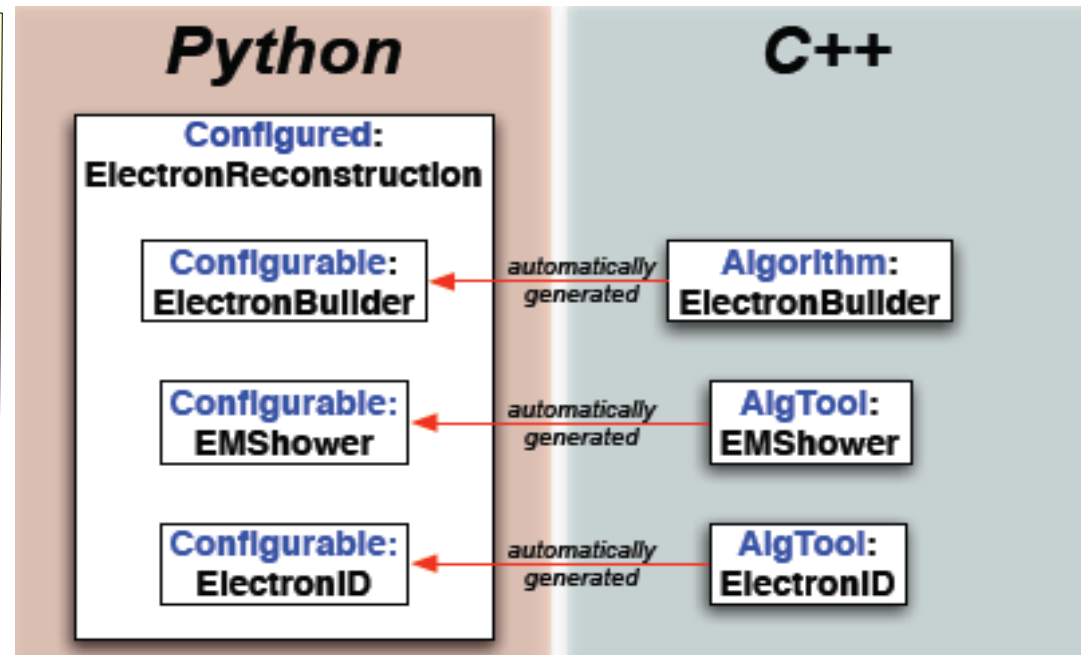 Python
C++
Configured:
ElectronReconstruction
Configurable:
ElectronBuilder
automatically
generated
Algorithm:
ElectronBuilder
Configurable:
EMShower
automatically
generated
AlgTool:
EMShower
Configurable:
ElectronID
automatically
generated
AlgTool:
ElectronID